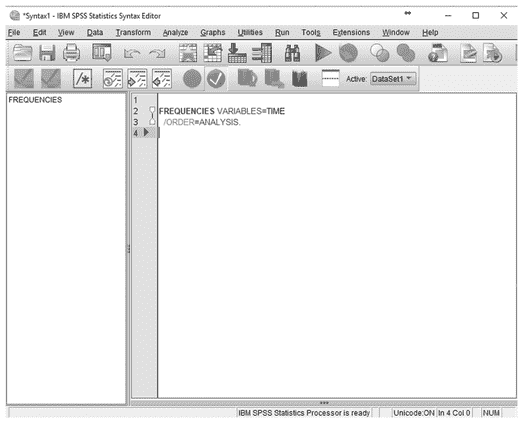 *Syntax1 - IBM SPSS Statistics Syntax Editor
File Edit View Data Transform Analyze Graphs Utilities Run Tools Extensions Window Help
Active: DataSet1
FREQUENCIES
1
2 FREQUENCIES VARIABLES=TIME
3 /ORDER=ANALYSIS.
4
IBM SPSS Statistics Processor is ready Unicode:ON In 4 Col 0 NUM